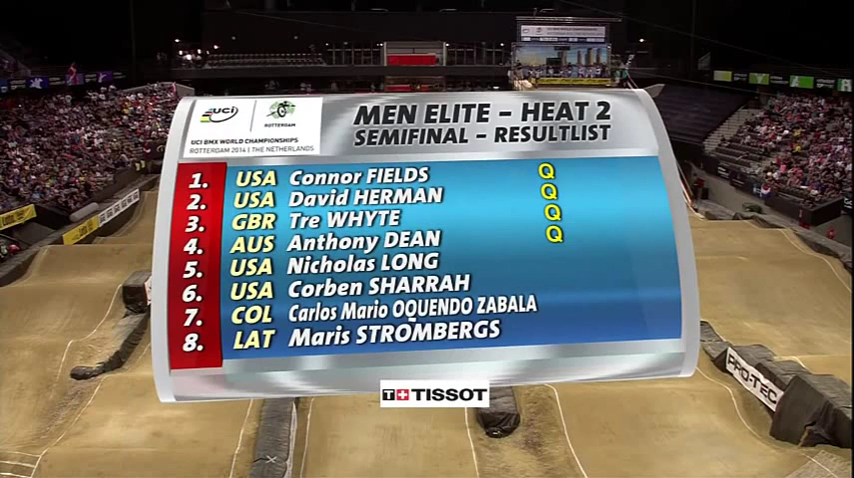 UCI
ROTTERDAM
UCI BMX WORLD CHAMPIONSHIPS
ROTTERDAM 2014 | THE NETHERLANDS
MEN ELITE - HEAT 2
SEMIFINAL - RESULTLIST
1. USA Connor FIELDS Q
2. USA David HERMAN Q
3. GBR Tre WHYTE Q
4. AUS Anthony DEAN Q
5. USA Nicholas LONG
6. USA Corben SHARRAH
7. COL Carlos Mario OQUENDO ZABALA
8. LAT Maris STROMBERGS
T+TISSOT
PRO-TEC